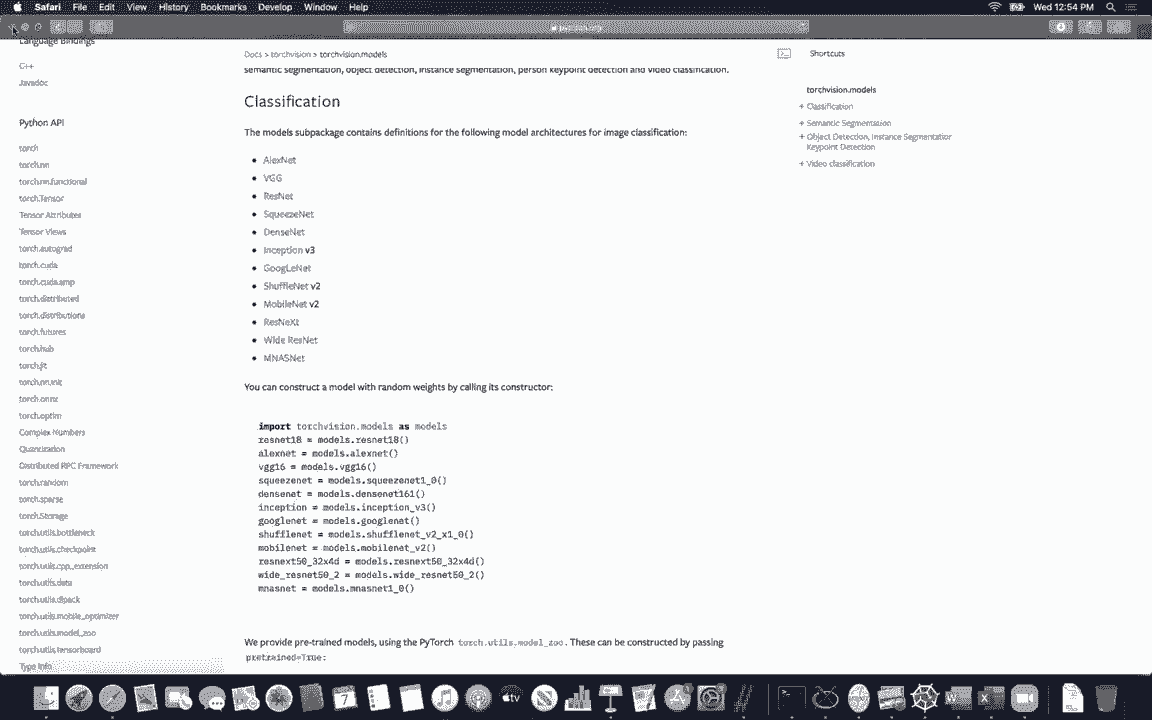 Safari File Edit View History Bookmarks Develop Window Help
Wed 12:54 PM
Language Bindings
C++
Javadoc
Python API
torch
torch.nn
torch.nn.functional
torch.Tensor
Tensor Attributes
Tensor Views
torch.autograd
torch.cuda
torch.cuda.amp
torch.distributed
torch.distributions
torch.futures
torch.hub
torch.jit
torch.nn.init
torch.onnx
torch.optim
Complex Numbers
Quantization
Distributed RPC Framework
torch.random
torch.sparse
torch.Storage
torch.utils.bottleneck
torch.utils.checkpoint
torch.utils.cpp_extension
torch.utils.data
torch.utils.dlpack
torch.utils.mobile_optimizer
torch.utils.model_zoo
torch.utils.tensorboard
Type Info
Docs > torchvision > torchvision.models
semantic segmentation, object detection, instance segmentation, person keypoint detection and video classification.
Classification
The models subpackage contains definitions for the following model architectures for image classification:
AlexNet
VGG
ResNet
SqueezeNet
DenseNet
Inception v3
GoogLeNet
ShuffleNet v2
MobileNet v2
ResNeXt
Wide ResNet
MNASNet
You can construct a model with random weights by calling its constructor:
import torchvision.models as models
resnet18 = models.resnet18()
alexnet = models.alexnet()
vgg16 = models.vgg16()
squeezenet = models.squeezenet1_0()
densenet = models.densenet161()
inception = models.inception_v3()
googlenet = models.googlenet()
shufflenet = models.shufflenet_v2_x1_0()
mobilenet = models.mobilenet_v2()
resnext50_32x4d = models.resnext50_32x4d()
wide_resnet50_2 = models.wide_resnet50_2()
mnasnet = models.mnasnet1_0()
We provide pre-trained models, using the PyTorch torch.utils.model_zoo. These can be constructed by passing
pretrained=True:
Shortcuts
torchvision.models
+ Classification
+ Semantic Segmentation
+ Object Detection, Instance Segmentation
Keypoint Detection
+ Video classification
7
tv